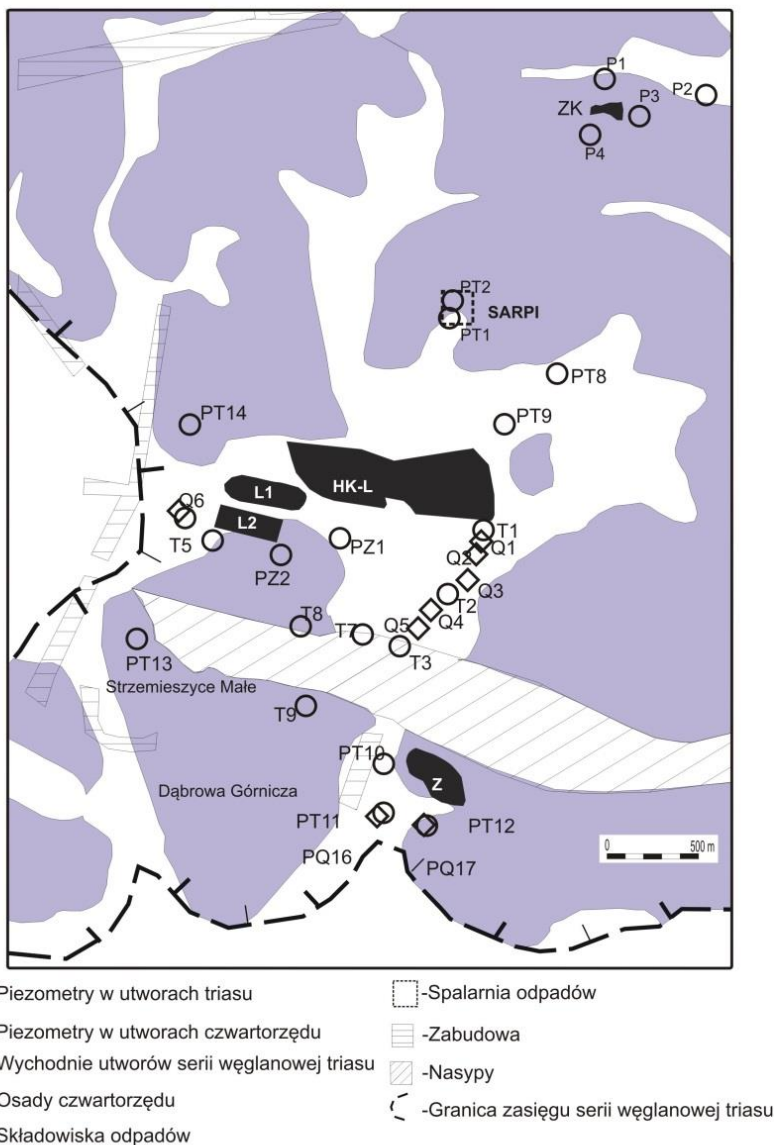 P1
P2
ZK
P3
P4
PT2
SARPI
PT1
PT8
PT14
PT9
L1
HK-L
Q6
L2
T1
T5
PZ2
PZ1
Q1
Q2
Q3
T2
Q4
T8
T7
Q5
T3
PT13
Strzemieszyce Małe
T9
PT10
Dąbrowa Górnicza
Z
PT11
PT12
PQ16
PQ17
0 500 m
Piezometry w utworach triasu
-Spalarnia odpadów
Piezometry w utworach czwartorzędu
-Zabudowa
Wychodnie utworów serii węglanowej triasu
-Nasypy
Osady czwartorzędu
-Granica zasięgu serii węglanowej triasu
Składowiska odpadów